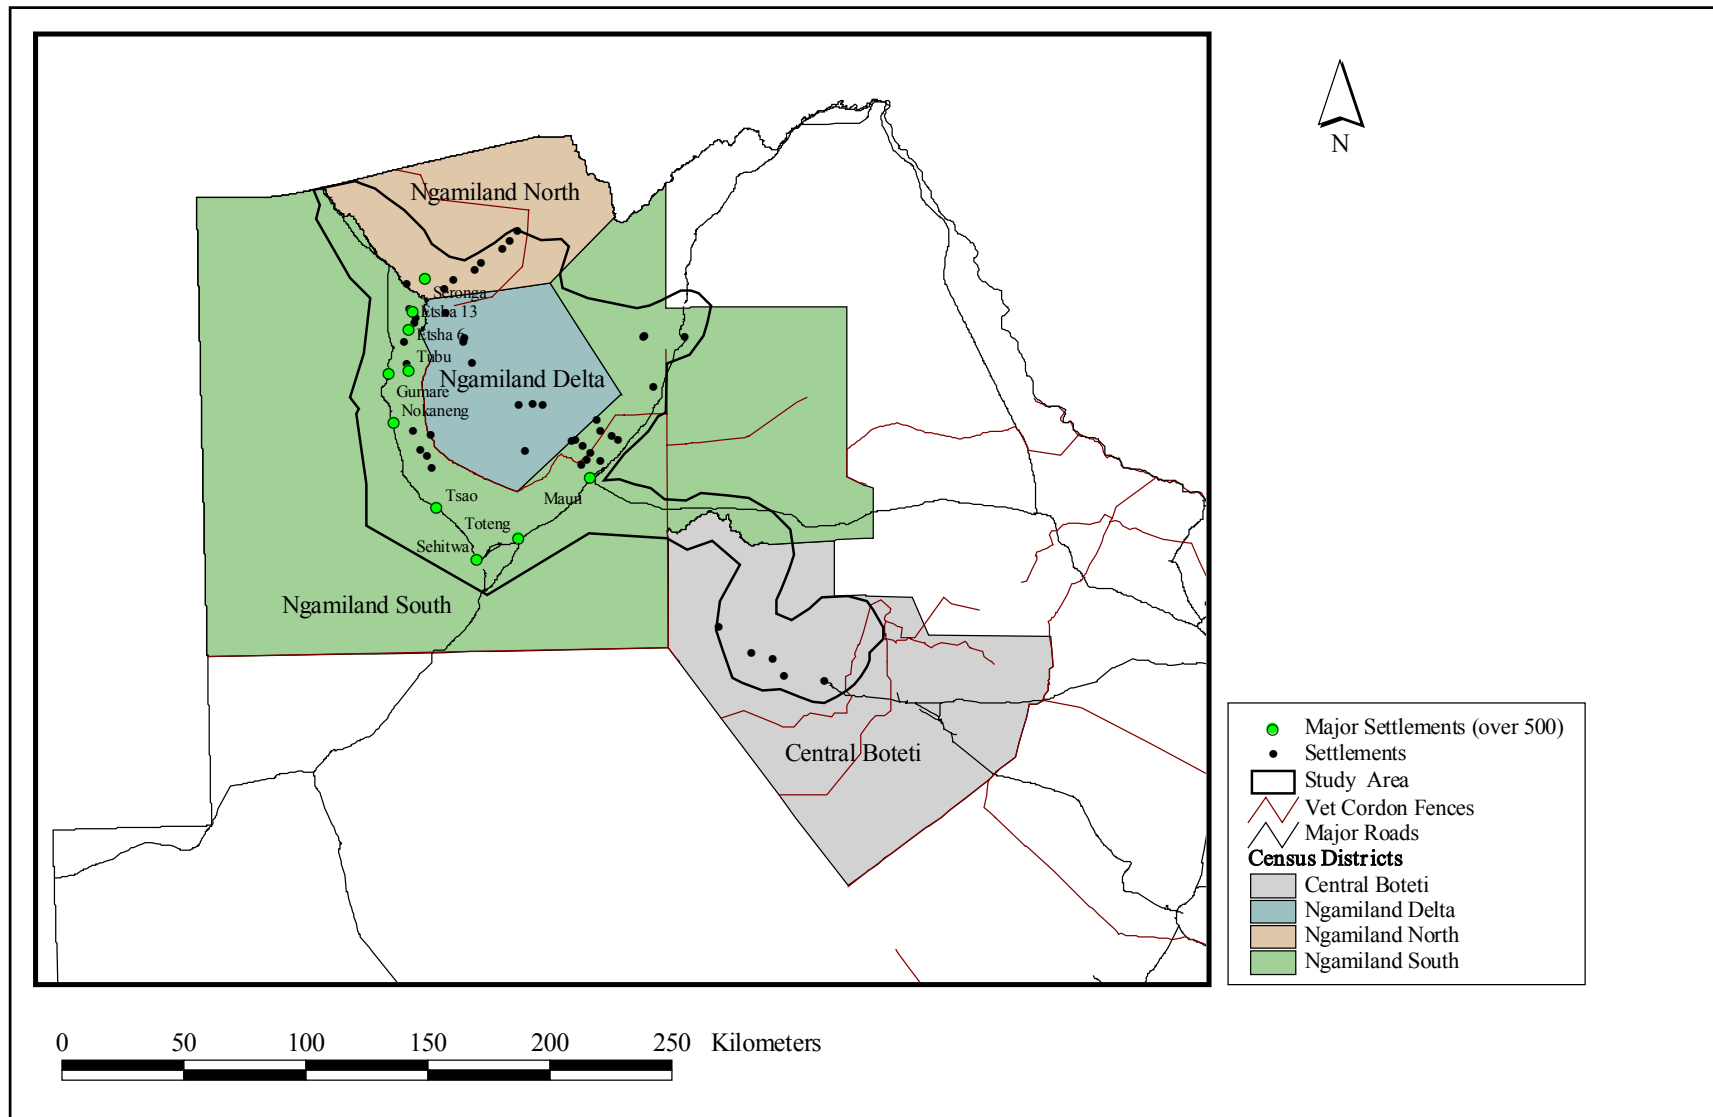 N
Ngamiland North
Seronga
Etsha 13
Etsha 6
Tubu
Ngamiland Delta
Gumare
Nokaneng
Tsao
Maun
Toteng
Sehitwa
Ngamiland South
Central Boteti
Major Settlements (over 500)
Settlements
Study Area
Vet Cordon Fences
Major Roads
Census Districts
Central Boteti
Ngamiland Delta
Ngamiland North
Ngamiland South
0 50 100 150 200 250 Kilometers